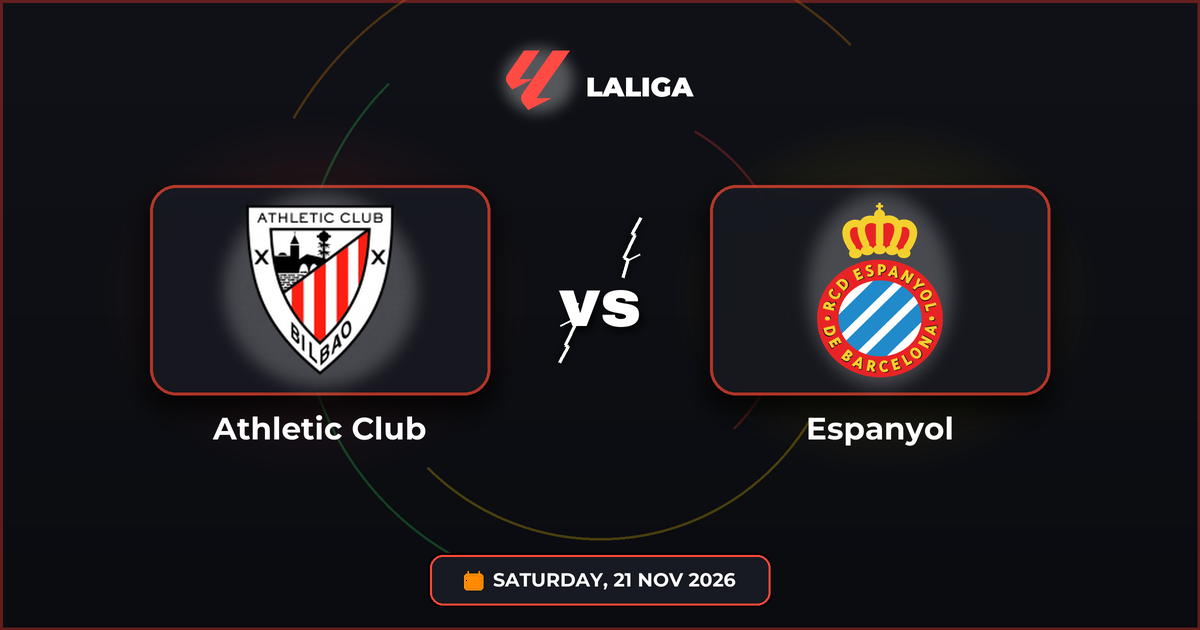 LALIGA
ATHLETIC CLUB
BILBAO
VS
RCD ESPANYOL
DE BARCELONA
Athletic Club
Espanyol
SATURDAY, 21 NOV 2026